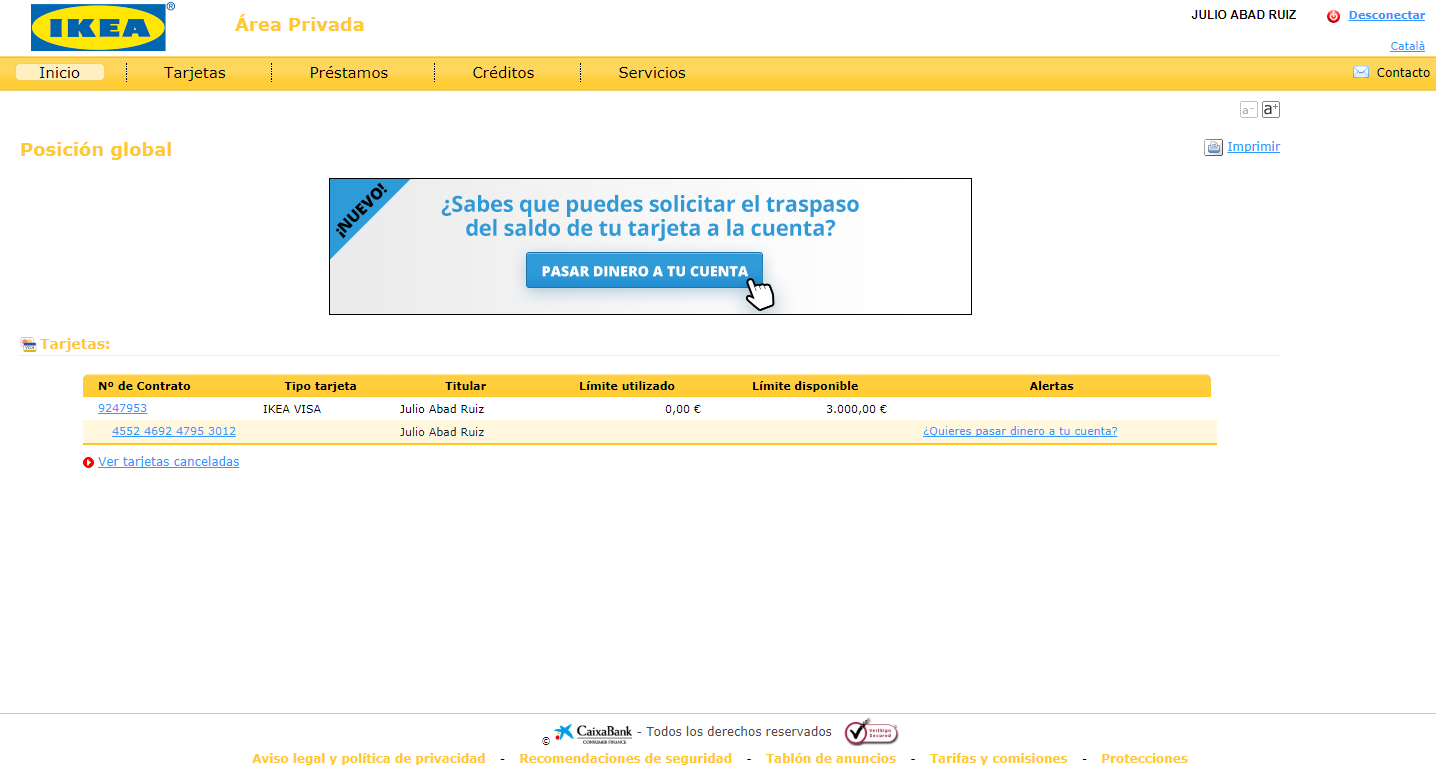 IKEA®
Área Privada
JULIO ABAD RUIZ
Desconectar
Català
Inicio
Tarjetas
Préstamos
Créditos
Servicios
Contacto
a⁻ a⁺
Posición global
Imprimir
¡NUEVO!
¿Sabes que puedes solicitar el traspaso
del saldo de tu tarjeta a la cuenta?
PASAR DINERO A TU CUENTA
Tarjetas:
Nº de Contrato Tipo tarjeta Titular Límite utilizado Límite disponible Alertas
9247953 IKEA VISA Julio Abad Ruiz 0,00 € 3.000,00 €
4552 4692 4795 3012 Julio Abad Ruiz ¿Quieres pasar dinero a tu cuenta?
Ver tarjetas canceladas
© CaixaBank - Todos los derechos reservados VeriSign
CONSUMER FINANCE Secured
Aviso legal y política de privacidad - Recomendaciones de seguridad - Tablón de anuncios - Tarifas y comisiones - Protecciones